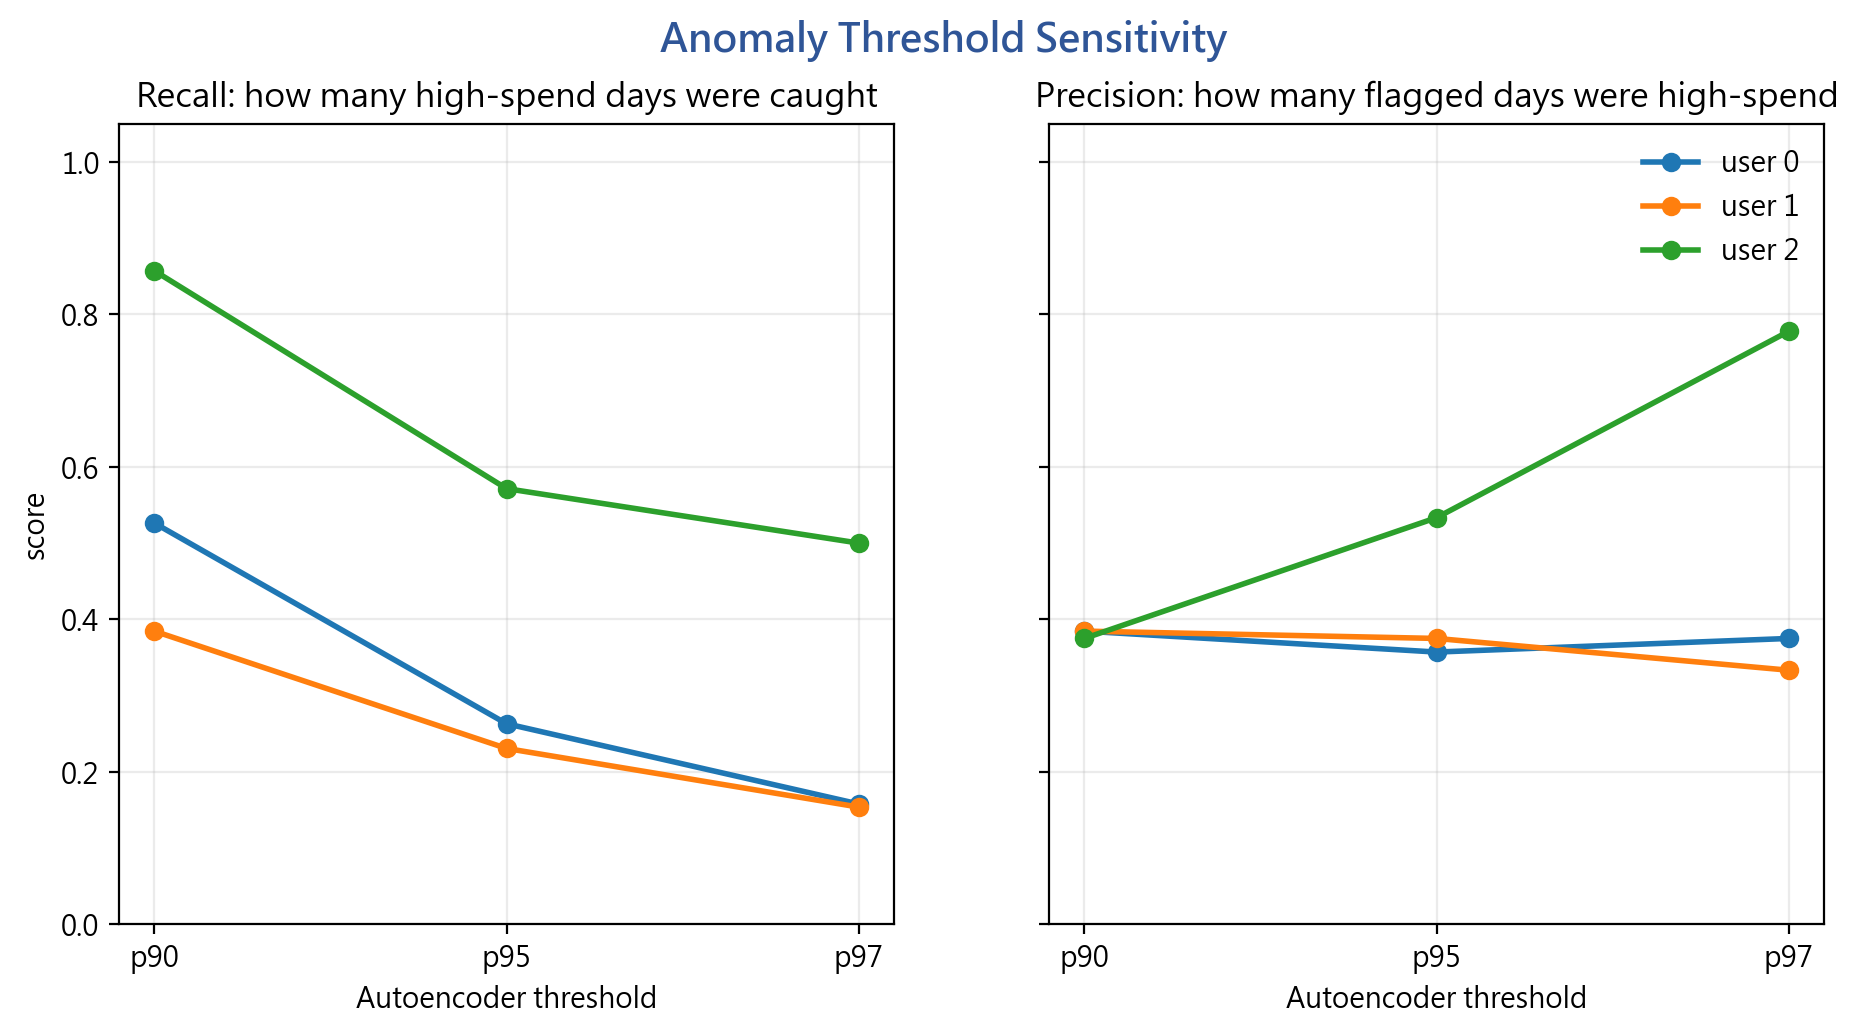 Anomaly Threshold Sensitivity
Recall: how many high-spend days were caught
score
1.0
0.8
0.6
0.4
0.2
0.0
p90 p95 p97
Autoencoder threshold
Precision: how many flagged days were high-spend
user 0
user 1
user 2
p90 p95 p97
Autoencoder threshold